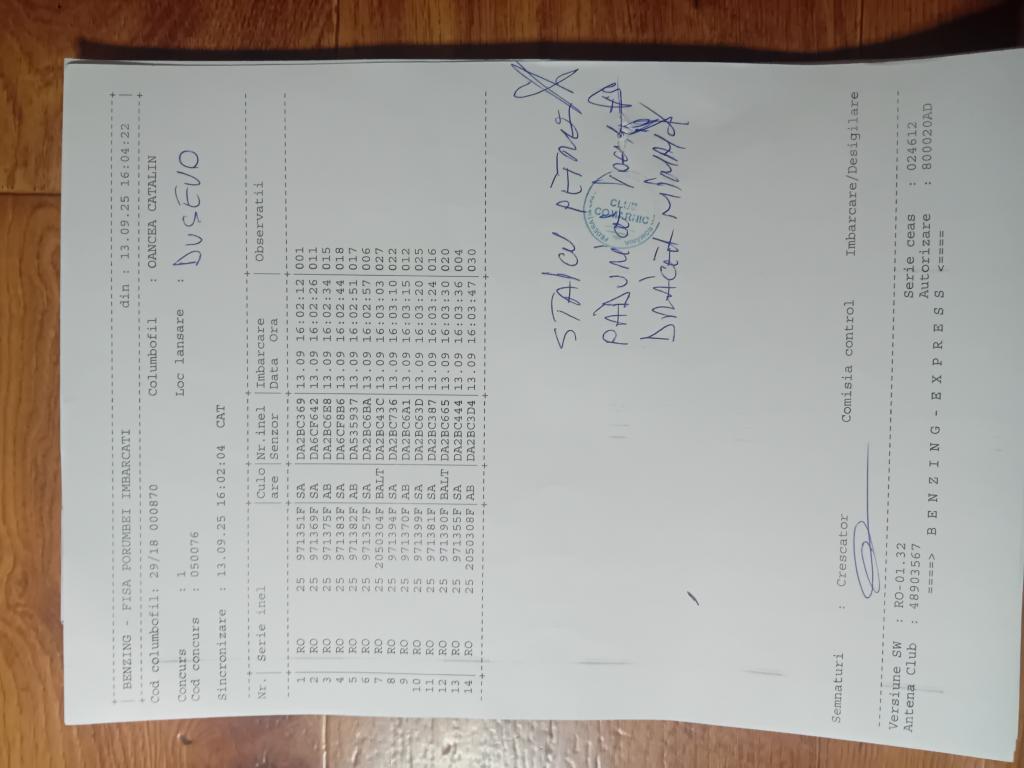 BENZING - FISA PORUMBEI IMBARCATI din : 13.09.25 16:04:22
Cod columbofil: 29/18 000870 Columbofil : OANCEA CATALIN
Concurs : 1 Loc lansare : DUSEVO
Cod concurs : 050076
Sincronizare : 13.09.25 16:02:04 CAT
Nr.| Serie inel |Culo|Nr.inel |Imbarcare | Observatii
|are |Senzor |Data Ora |
1 | RO 25 971351F|SA |DA2BC369|13.09 16:02:12|001
2 | RO 25 971369F|SA |DA6CF642|13.09 16:02:26|011
3 | RO 25 971375F|AB |DA2BC6E8|13.09 16:02:34|015
4 | RO 25 971383F|SA |DA6CF8B6|13.09 16:02:44|018
5 | RO 25 971382F|AB |DA535937|13.09 16:02:51|017
6 | RO 25 971357F|SA |DA2BC6BA|13.09 16:02:57|006
7 | RO 25 2050304F|BALT|DA2BC43C|13.09 16:03:03|027
8 | RO 25 971394F|SA |DA2BC736|13.09 16:03:10|022
9 | RO 25 971370F|AB |DA2BC6A1|13.09 16:03:15|012
10 | RO 25 971399F|SA |DA2BC63D|13.09 16:03:20|025
11 | RO 25 971381F|SA |DA2BC387|13.09 16:03:24|016
12 | RO 25 971390F|BALT|DA2BC665|13.09 16:03:30|020
13 | RO 25 971355F|SA |DA2BC444|13.09 16:03:36|004
14 | RO 25 2050308F|AB |DA2BC3D4|13.09 16:03:47|030
STAICU PETRU
CLUB
COMARNIC
ROMANIA
Semnaturi : Crescator Comisia control Imbarcare/Desigilare
Versiune SW : RO-01.32 Serie ceas : 024612
Antena Club : 48903567 Autorizare : 800020AD
====> B E N Z I N G - E X P R E S S <====